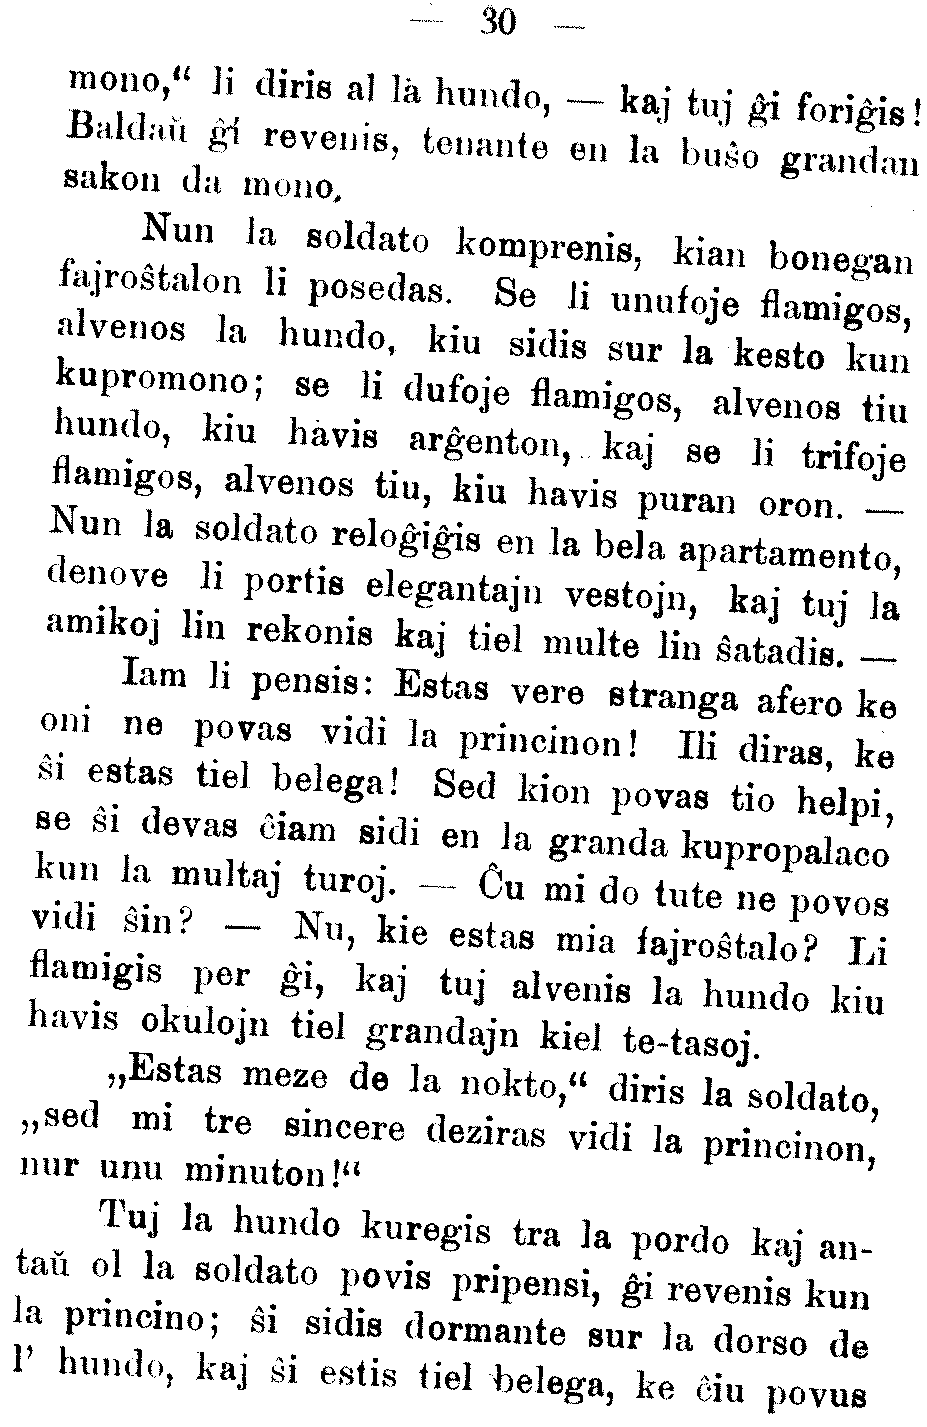 — 30 —
mono,“ li diris al la hundo, — kaj tuj ĝi foriĝis!
Baldaŭ ĝi revenis, tenante en la buŝo grandan
sakon da mono.
Nun la soldato komprenis, kian bonegan
fajroŝtalon li posedas. Se li unufoje flamigos,
alvenos la hundo, kiu sidis sur la kesto kun
kupromono; se li dufoje flamigos, alvenos tiu
hundo, kiu havis arĝenton, kaj se li trifoje
flamigos, alvenos tiu, kiu havis puran oron. —
Nun la soldato reloĝiĝis en la bela apartamento,
denove li portis elegantajn vestojn, kaj tuj la
amikoj lin rekonis kaj tiel multe lin ŝatadis. —
Iam li pensis: Estas vere stranga afero ke
oni ne povas vidi la princinon! Ili diras, ke
ŝi estas tiel belega! Sed kion povas tio helpi,
se ŝi devas ĉiam sidi en la granda kupropalaco
kun la multaj turoj. — Ĉu mi do tute ne povos
vidi ŝin? — Nu, kie estas mia fajroŝtalo? Li
flamigis per ĝi, kaj tuj alvenis la hundo kiu
havis okulojn tiel grandajn kiel te-tasoj.
„Estas meze de la nokto,“ diris la soldato,
„sed mi tre sincere deziras vidi la princinon,
nur unu minuton!“
Tuj la hundo kuregis tra la pordo kaj an-
taŭ ol la soldato povis pripensi, ĝi revenis kun
la princino; ŝi sidis dormante sur la dorso de
l’ hundo, kaj ŝi estis tiel belega, ke ĉiu povus